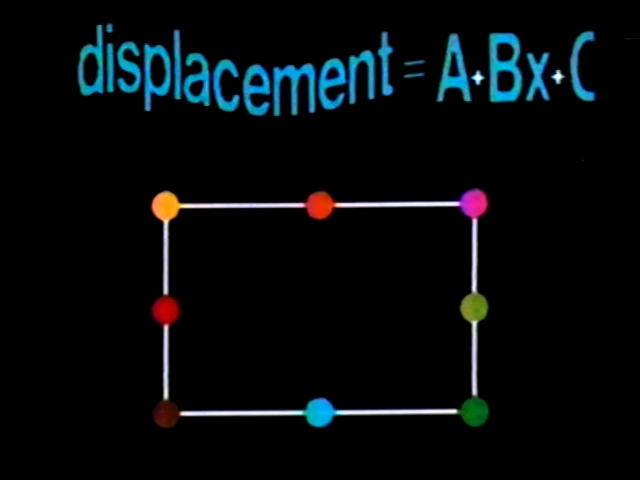 displacement = A+Bx+C